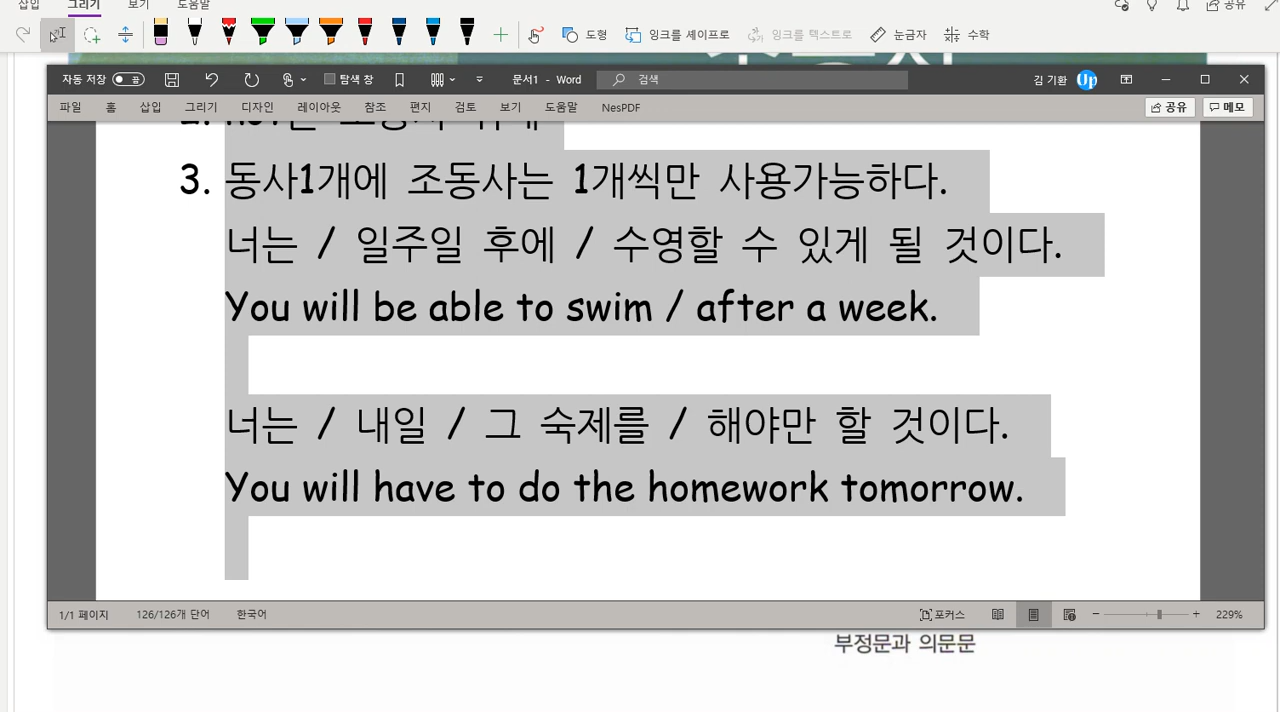 삽입 그리기 보기 도움말 공유
도형 잉크를 셰이프로 잉크를 텍스트로 눈금자 수학
자동 저장 끔 탐색 창 문서1 - Word 검색 김 기환 Up
파일 홈 삽입 그리기 디자인 레이아웃 참조 편지 검토 보기 도움말 NesPDF 공유 메모
3. 동사1개에 조동사는 1개씩만 사용가능하다.
너는 / 일주일 후에 / 수영할 수 있게 될 것이다.
You will be able to swim / after a week.
너는 / 내일 / 그 숙제를 / 해야만 할 것이다.
You will have to do the homework tomorrow.
1/1 페이지 126/126개 단어 한국어 포커스 229%
부정문과 의문문